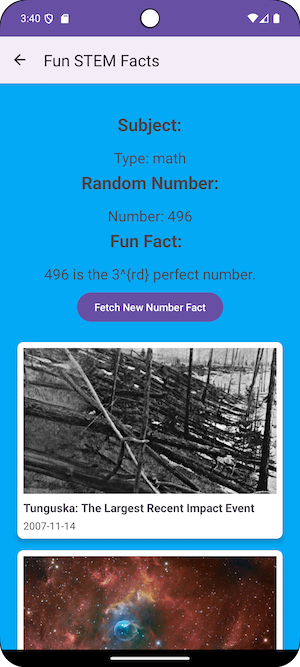 3:40
Fun STEM Facts
Subject:
Type: math
Random Number:
Number: 496
Fun Fact:
496 is the 3^{rd} perfect number.
Fetch New Number Fact
Tunguska: The Largest Recent Impact Event
2007-11-14